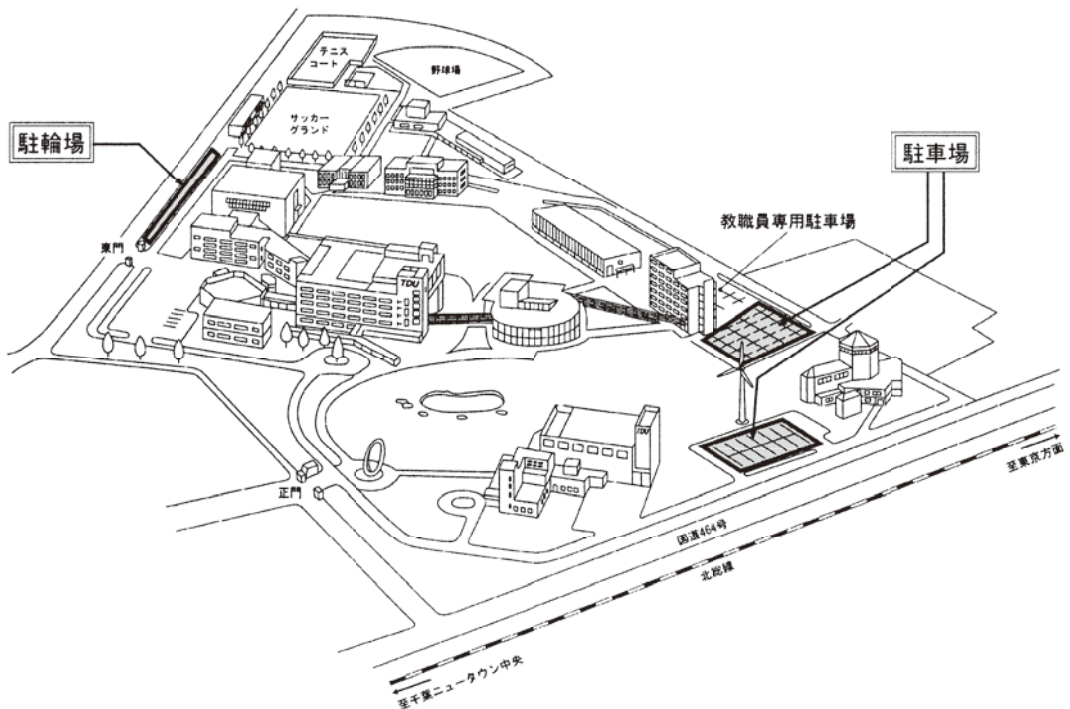 テニス
コート
野球場
サッカー
グランド
駐輪場
駐車場
教職員専用駐車場
東門
TDU
TDU
正門
至東京方面
国道464号
北総線
至千葉ニュータウン中央